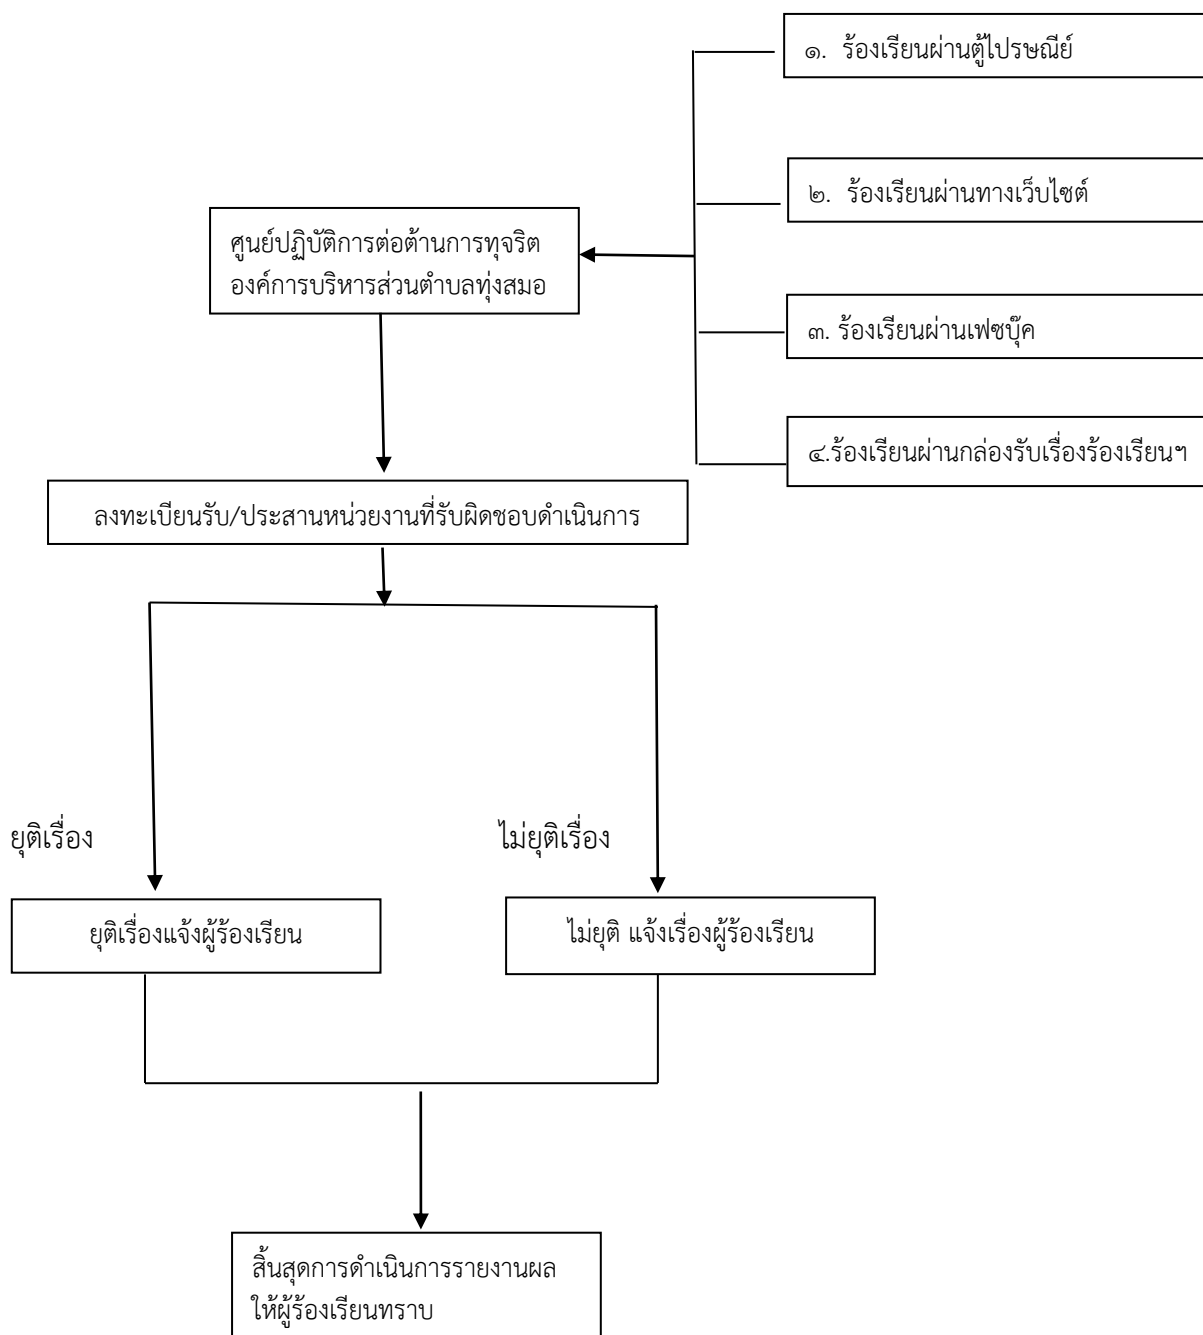 ๑. ร้องเรียนผ่านตู้ไปรษณีย์
๒. ร้องเรียนผ่านทางเว็บไซต์
ศูนย์ปฏิบัติการต่อต้านการทุจริต
องค์การบริหารส่วนตำบลทุ่งสมอ
๓. ร้องเรียนผ่านเฟซบุ๊ค
๔.ร้องเรียนผ่านกล่องรับเรื่องร้องเรียนฯ
ลงทะเบียนรับ/ประสานหน่วยงานที่รับผิดชอบดำเนินการ
ยุติเรื่อง
ไม่ยุติเรื่อง
ยุติเรื่องแจ้งผู้ร้องเรียน
ไม่ยุติ แจ้งเรื่องผู้ร้องเรียน
สิ้นสุดการดำเนินการรายงานผล
ให้ผู้ร้องเรียนทราบ